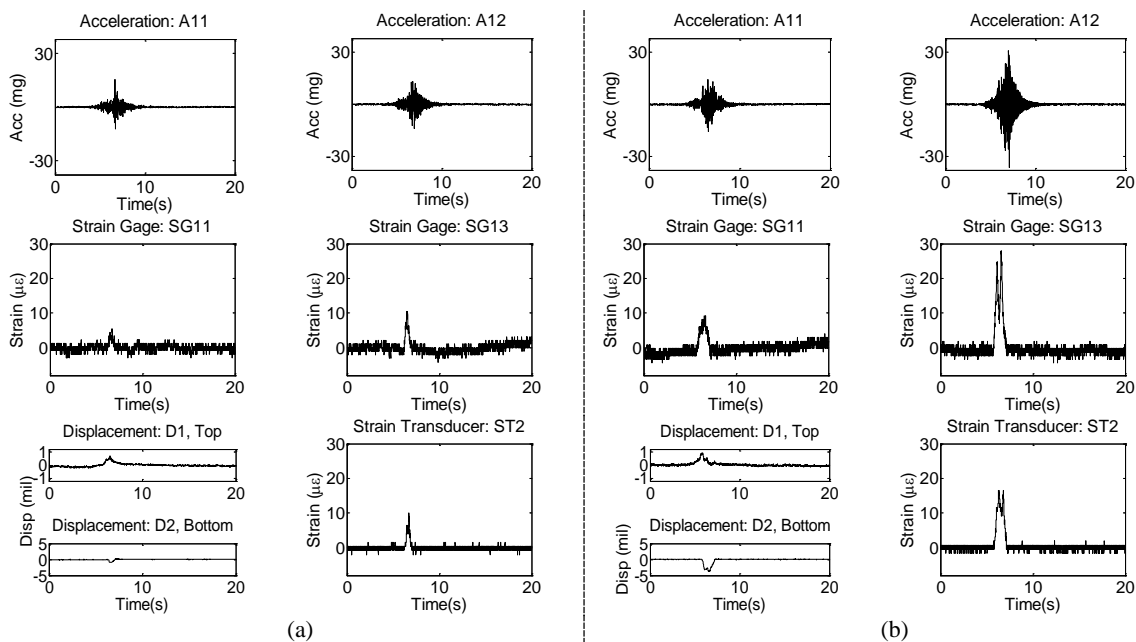 Acceleration: A11
Acc (mg)
30
0
-30
0 10 20
Time(s)
Acceleration: A12
Acc (mg)
30
0
-30
0 10 20
Time(s)
Strain Gage: SG11
Strain (με)
30
20
10
0
0 10 20
Time(s)
Strain Gage: SG13
Strain (με)
30
20
10
0
0 10 20
Time(s)
Displacement: D1, Top
1
0
-1
0 10 20
Disp (mil)
Displacement: D2, Bottom
5
0
-5
0 10 20
Time(s)
Strain Transducer: ST2
Strain (με)
30
20
10
0
0 10 20
Time(s)
(a)
Acceleration: A11
Acc (mg)
30
0
-30
0 10 20
Time(s)
Acceleration: A12
Acc (mg)
30
0
-30
0 10 20
Time(s)
Strain Gage: SG11
Strain (με)
30
20
10
0
0 10 20
Time(s)
Strain Gage: SG13
Strain (με)
30
20
10
0
0 10 20
Time(s)
Displacement: D1, Top
1
0
-1
0 10 20
Disp (mil)
Displacement: D2, Bottom
5
0
-5
0 10 20
Time(s)
Strain Transducer: ST2
Strain (με)
30
20
10
0
0 10 20
Time(s)
(b)